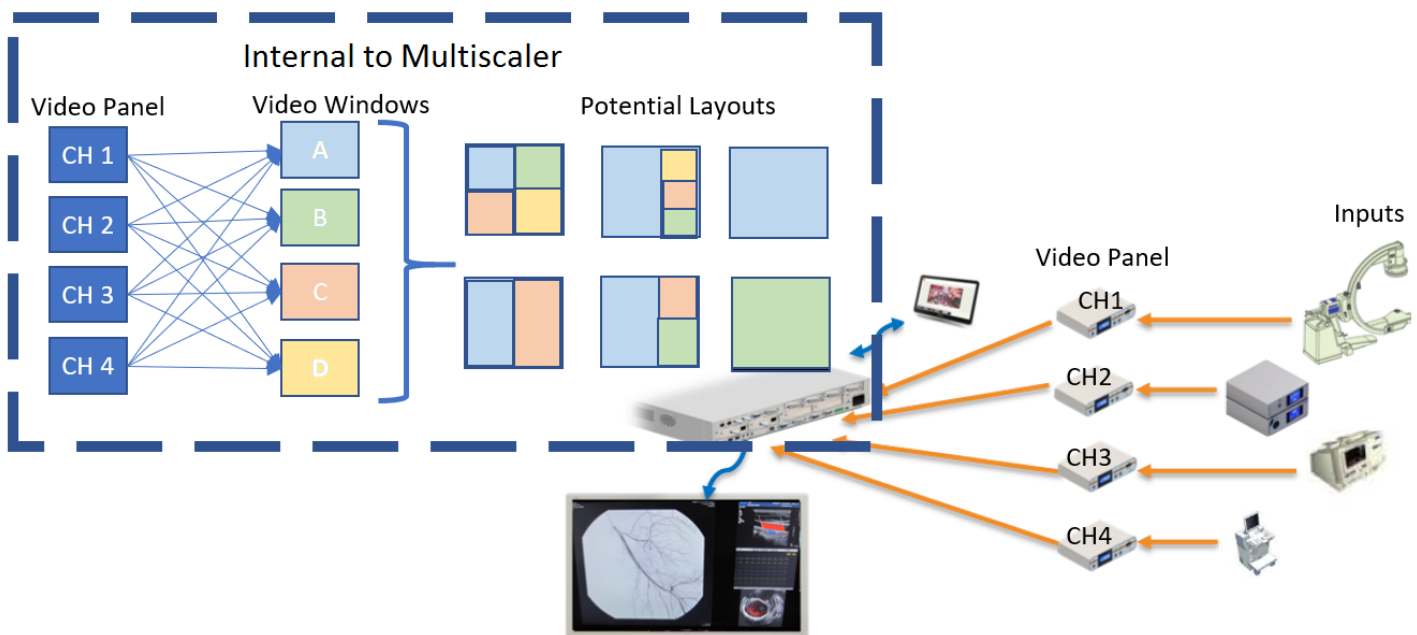 Internal to Multiscaler
Video Panel
Video Windows
Potential Layouts
CH 1
CH 2
CH 3
CH 4
A
B
C
D
Inputs
Video Panel
CH1
CH2
CH3
CH4